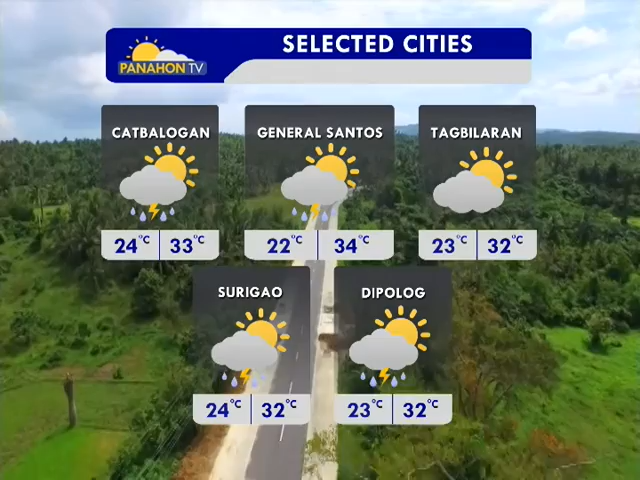 SELECTED CITIES
PANAHON TV
CATBALOGAN
24°C 33°C
GENERAL SANTOS
22°C 34°C
TAGBILARAN
23°C 32°C
SURIGAO
24°C 32°C
DIPOLOG
23°C 32°C